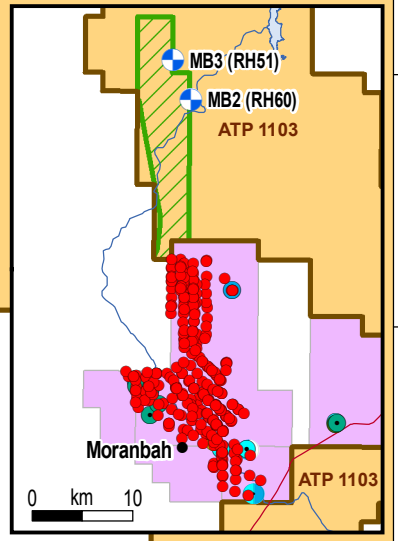 MB3 (RH51)
MB2 (RH60)
ATP 1103
Moranbah
ATP 1103
0 km 10